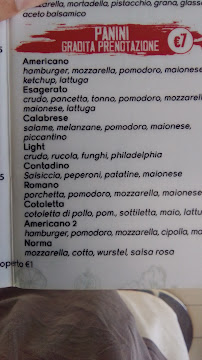 mozzarella, mortadella, pistacchio, grana, glass
aceto balsamico
PANINI
GRADITA PRENOTAZIONE
€7
Americano
hamburger, mozzarella, pomodoro, maionese
ketchup, lattuga
Esagerato
crudo, pancetta, tonno, pomodoro, mozzarella,
maionese, lattuga
Calabrese
salame, melanzane, pomodoro, maionese,
piccantino
Light
crudo, rucola, funghi, philadelphia
Contadino
Salsiccia, peperoni, patatine, maionese
Romano
porchetta, pomodoro, mozzarella, maionese
Cotoletta
cotoletta di pollo, pom., sottiletta, maio, lattu
Americano 2
hamburger, pomodoro, mozzarella, cipolla, ma
Norma
mozzarella, cotto, wurstel, salsa rosa
operto €1